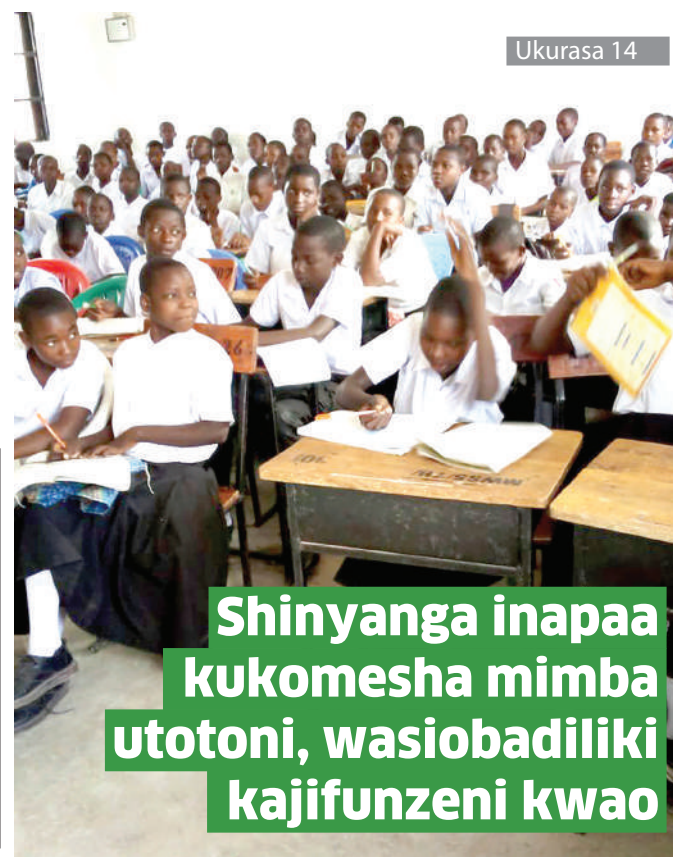 Ukurasa 14
Shinyanga inapaa
kukomesha mimba
utotoni, wasiobadiliki
kajifunzeni kwao